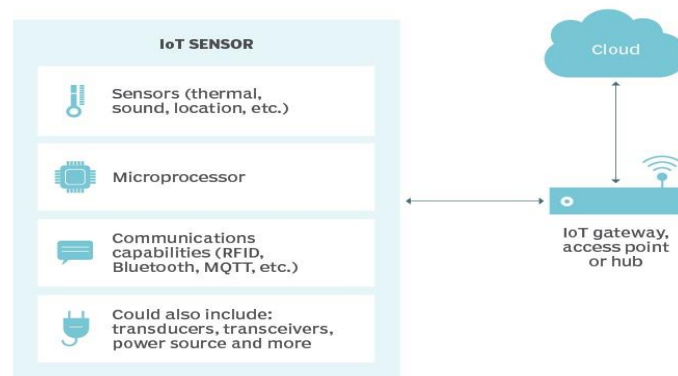 IoT SENSOR
Sensors (thermal,
sound, location, etc.)
Microprocessor
Communications
capabilities (RFID,
Bluetooth, MQTT, etc.)
Could also include:
transducers, transceivers,
power source and more
Cloud
IoT gateway,
access point
or hub